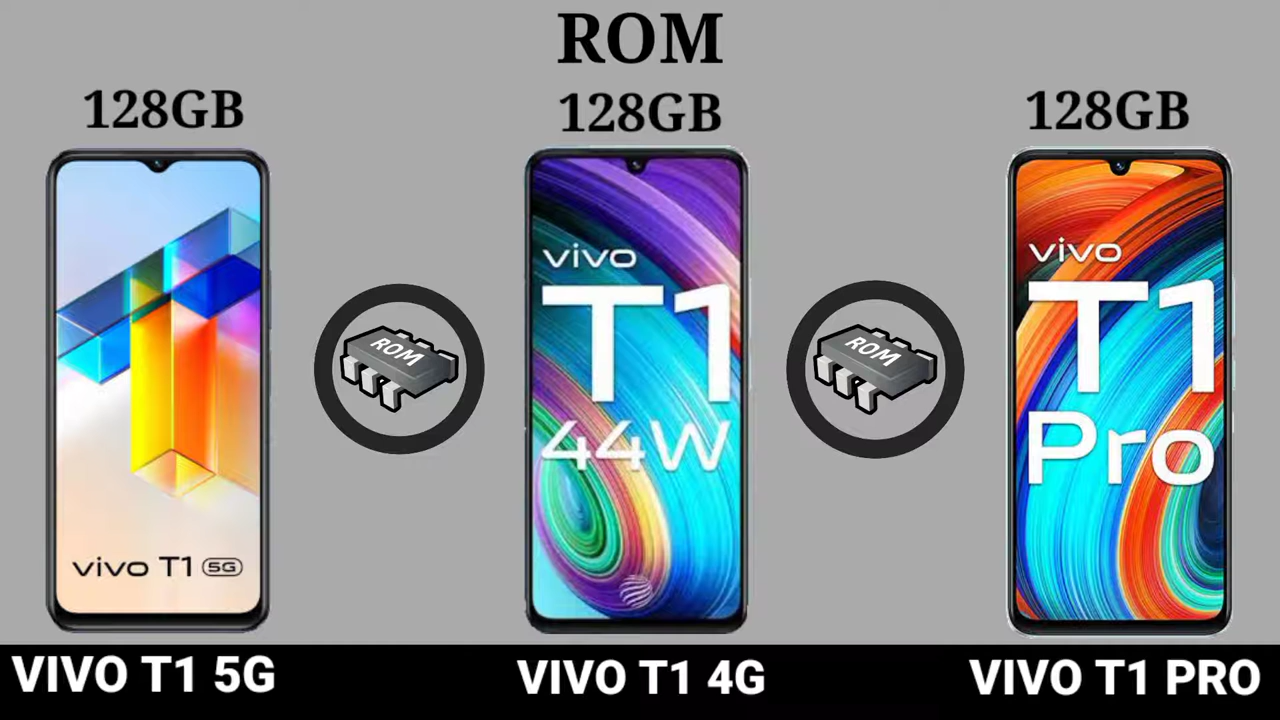 ROM
128GB
128GB
128GB
vivo T1 5G
ROM
vivo
T1
44W
ROM
vivo
T1
Pro
VIVO T1 5G
VIVO T1 4G
VIVO T1 PRO